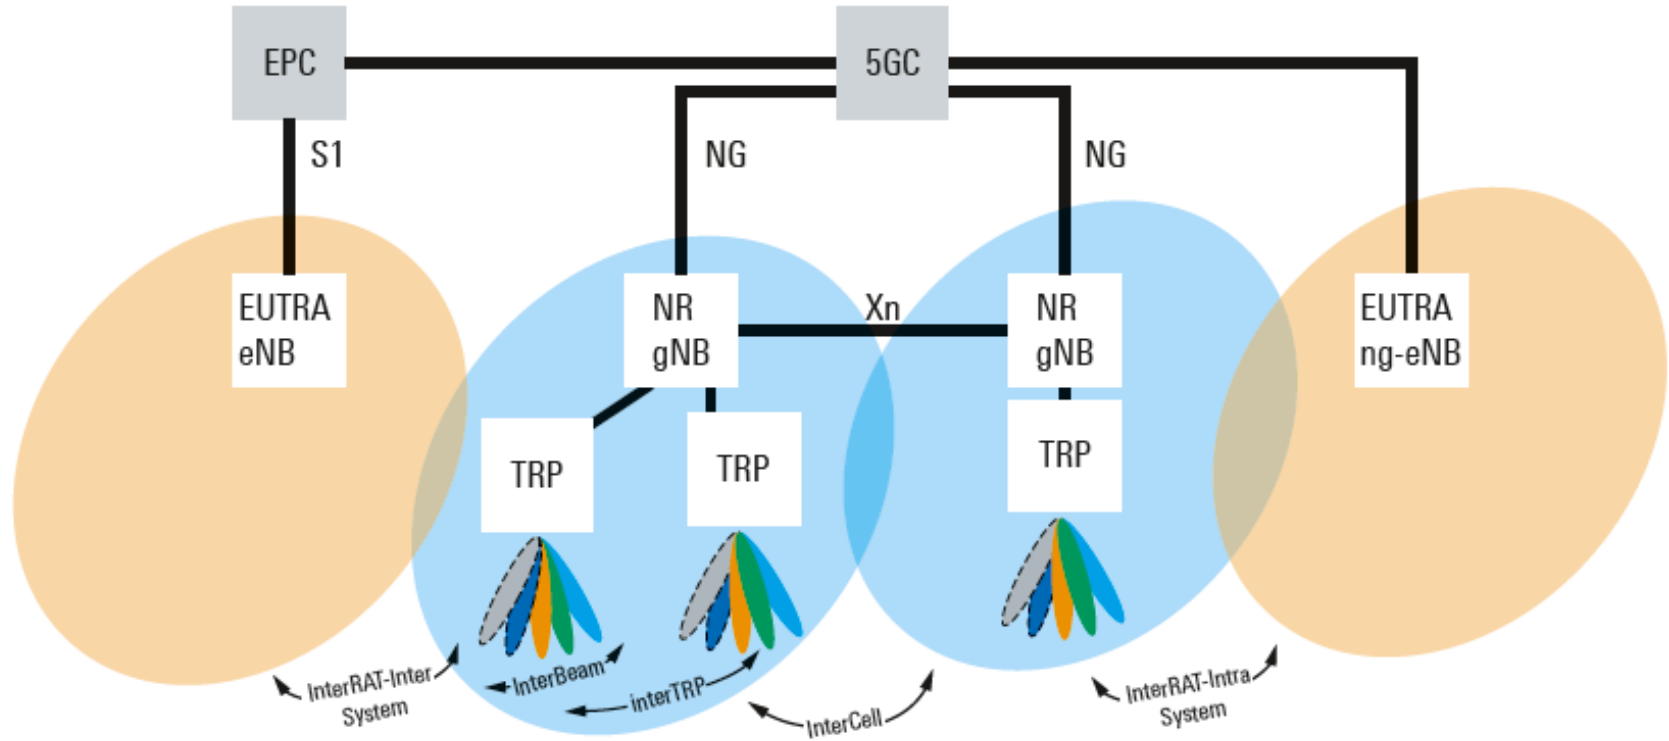 EPC
5GC
S1
NG
NG
EUTRA
eNB
NR
gNB
Xn
NR
gNB
EUTRA
ng-eNB
TRP
TRP
TRP
InterRAT-Inter
System
InterBeam
interTRP
InterCell
InterRAT-Intra
System